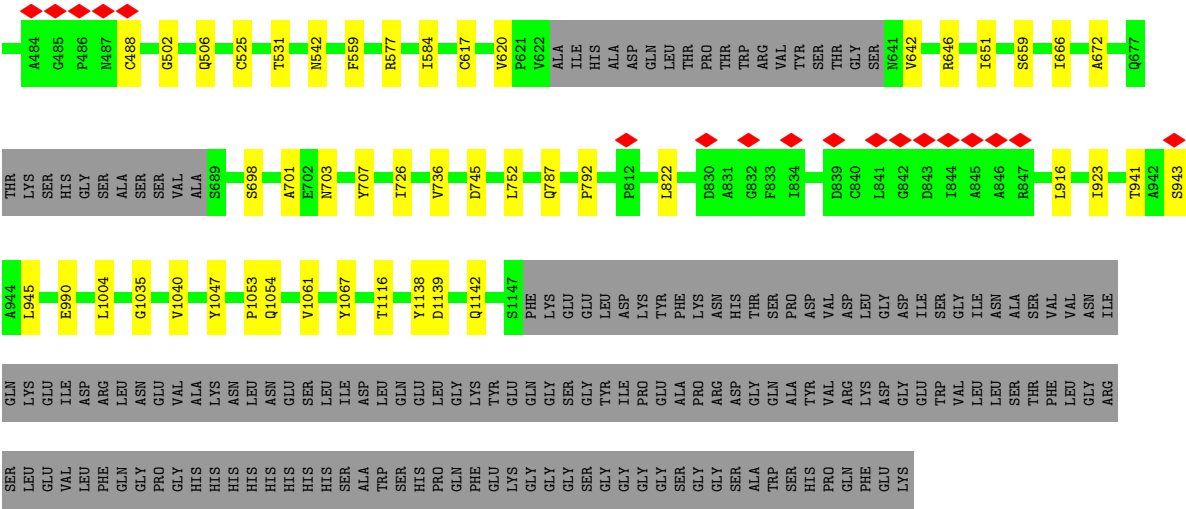 A484 G485 P486 N487 C488 G502 Q506 C525 T531 N542 F559 R577 I584 C617 V620 P621 V622 ALA ILE HIS ALA ASP GLN LEU THR PRO THR TRP ARG VAL TYR SER THR GLY SER N641 V642 R646 I651 S659 I666 A672 Q677
THR LYS SER HIS GLY SER ALA SER SER VAL ALA S689 S698 A701 E702 N703 Y707 I726 V736 D745 L752 Q787 P792 P812 L822 D830 A831 G832 F833 I834 D839 C840 L841 G842 D843 I844 A845 A846 R847 L916 I923 T941 A942 S943
A944 L945 E990 L1004 G1035 V1040 Y1047 P1053 Q1054 V1061 Y1067 T1116 Y1138 D1139 Q1142 S1147 PHE LYS GLU GLU LEU ASP LYS TYR PHE LYS ASN HIS THR SER PRO ASP VAL ASP LEU GLY ASP ILE SER GLY ILE ASN ALA SER VAL VAL ASN ILE
GLN LYS GLU ILE ASP ARG LEU ASN GLU VAL ALA LYS ASN LEU ASN GLU SER LEU ILE ASP LEU GLN GLU LEU GLY LYS TYR GLU GLN GLY SER GLY TYR ILE PRO GLU ALA PRO ARG ASP GLY GLN ALA TYR VAL ARG LYS ASP GLY GLU TRP VAL LEU LEU SER THR PHE LEU GLY ARG
SER LEU GLU VAL LEU PHE GLN GLY PRO GLY HIS HIS HIS HIS HIS HIS HIS HIS SER ALA TRP SER HIS PRO GLN PHE GLU LYS GLY GLY GLY SER GLY GLY GLY GLY SER GLY GLY SER ALA TRP SER HIS PRO GLN PHE GLU LYS